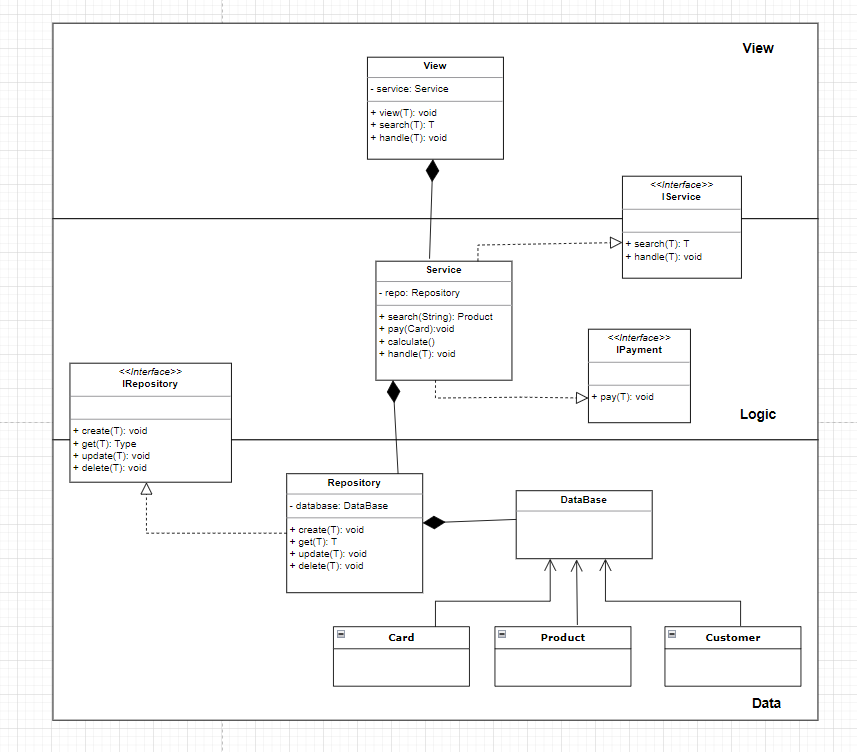 View
View
- service: Service
+ view(T): void
+ search(T): T
+ handle(T): void
<<Interface>>
IService
+ search(T): T
+ handle(T): void
Service
- repo: Repository
+ search(String): Product
+ pay(Card):void
+ calculate()
+ handle(T): void
<<Interface>>
IPayment
+ pay(T): void
Logic
<<Interface>>
IRepository
+ create(T): void
+ get(T): Type
+ update(T): void
+ delete(T): void
Repository
- database: DataBase
+ create(T): void
+ get(T): T
+ update(T): void
+ delete(T): void
DataBase
Card
Product
Customer
Data